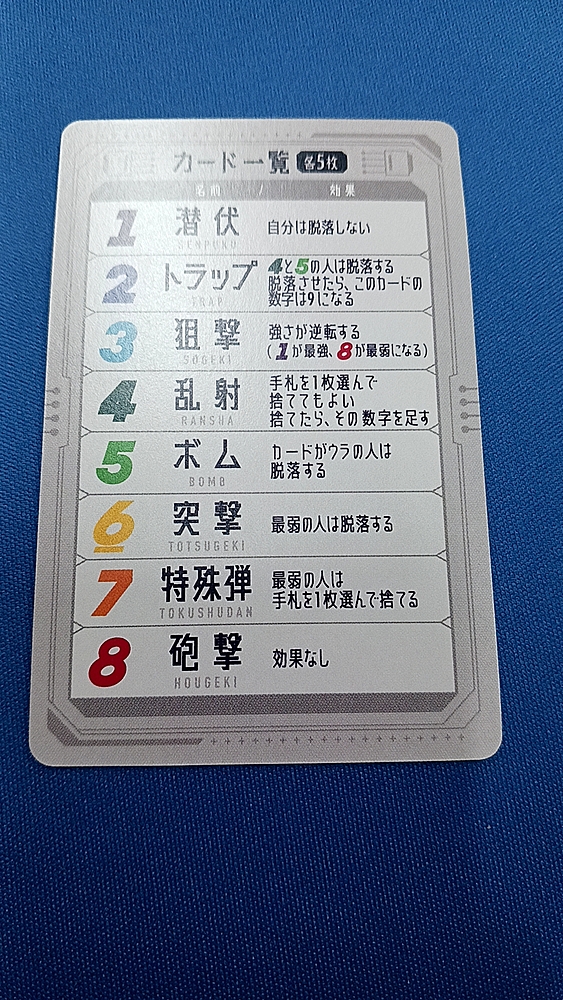 カード一覧 各5枚
名前 / 効果
1 潜伏 自分は脱落しない
SENPUKU
2 トラップ 4と5の人は脱落する
脱落させたら、このカードの
数字は9になる
TRAP
3 狙撃 強さが逆転する
(1が最強、8が最弱になる)
SOGEKI
4 乱射 手札を1枚選んで
捨ててもよい
捨てたら、その数字を足す
RANSHA
5 ボム カードがウラの人は
脱落する
BOMB
6 突撃 最弱の人は脱落する
TOTSUGEKI
7 特殊弾 最弱の人は
手札を1枚選んで捨てる
TOKUSHUDAN
8 砲撃 効果なし
HOUGEKI